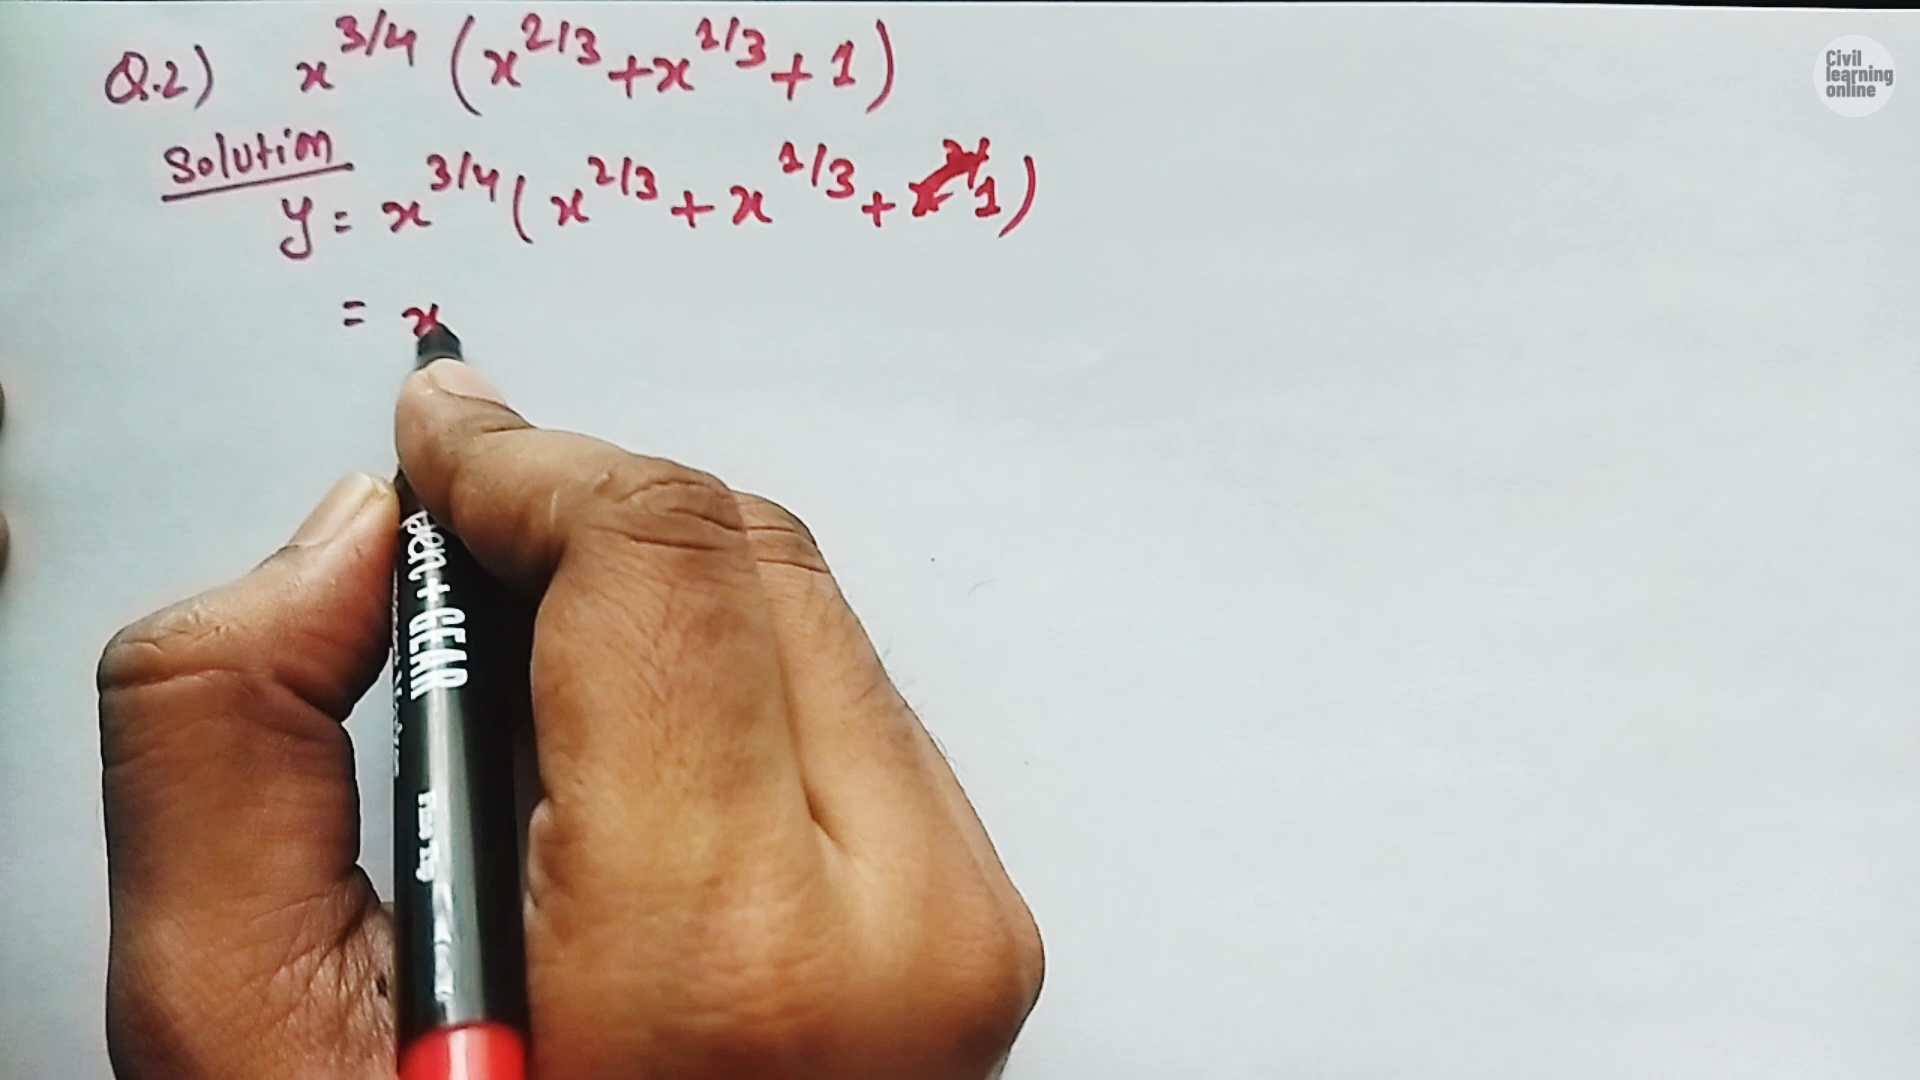 Q.2) x^3/4 (x^2/3 + x^1/3 + 1)
Solution
y = x^3/4 (x^2/3 + x^1/3 + 1)
= x
GEAR
Civil
learning
online